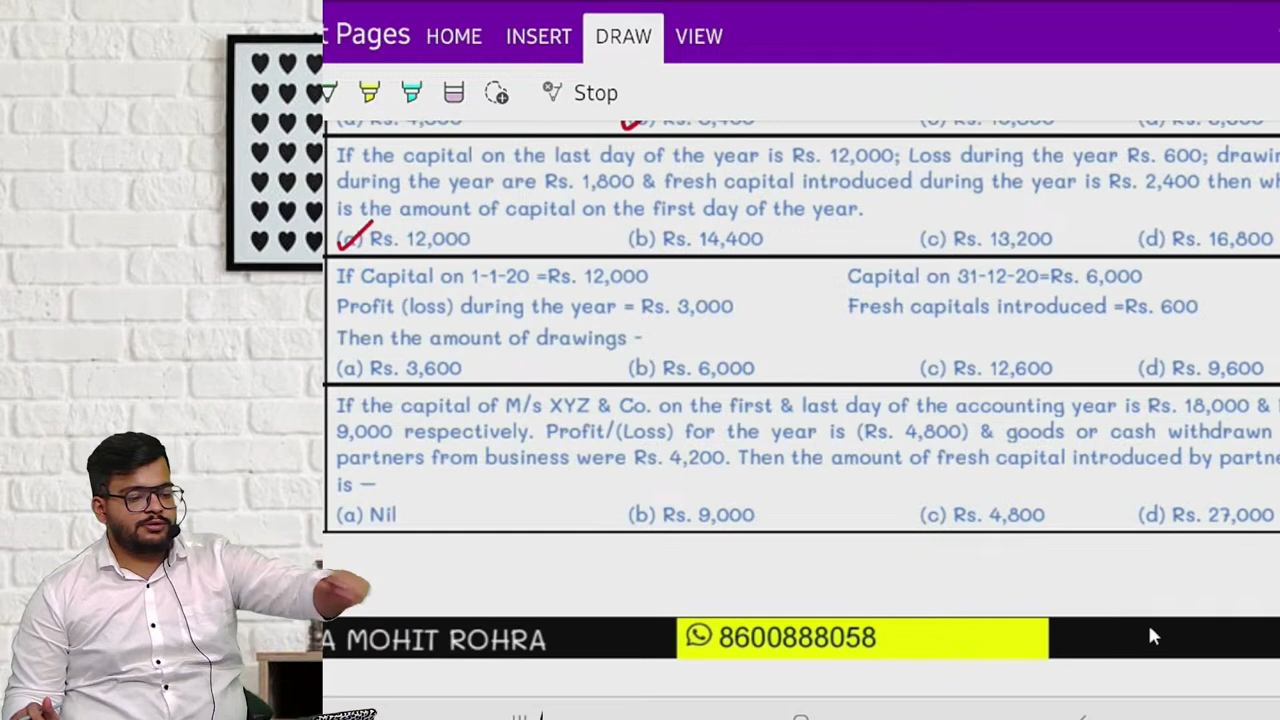 t Pages HOME INSERT DRAW VIEW
Stop
If the capital on the last day of the year is Rs. 12,000; Loss during the year Rs. 600; drawin
during the year are Rs. 1,800 & fresh capital introduced during the year is Rs. 2,400 then wh
is the amount of capital on the first day of the year.
(a) Rs. 12,000 (b) Rs. 14,400 (c) Rs. 13,200 (d) Rs. 16,800
If Capital on 1-1-20 =Rs. 12,000 Capital on 31-12-20=Rs. 6,000
Profit (loss) during the year = Rs. 3,000 Fresh capitals introduced =Rs. 600
Then the amount of drawings -
(a) Rs. 3,600 (b) Rs. 6,000 (c) Rs. 12,600 (d) Rs. 9,600
If the capital of M/s XYZ & Co. on the first & last day of the accounting year is Rs. 18,000 &
9,000 respectively. Profit/(Loss) for the year is (Rs. 4,800) & goods or cash withdrawn
partners from business were Rs. 4,200. Then the amount of fresh capital introduced by partne
is —
(a) Nil (b) Rs. 9,000 (c) Rs. 4,800 (d) Rs. 27,000
A MOHIT ROHRA 8600888058